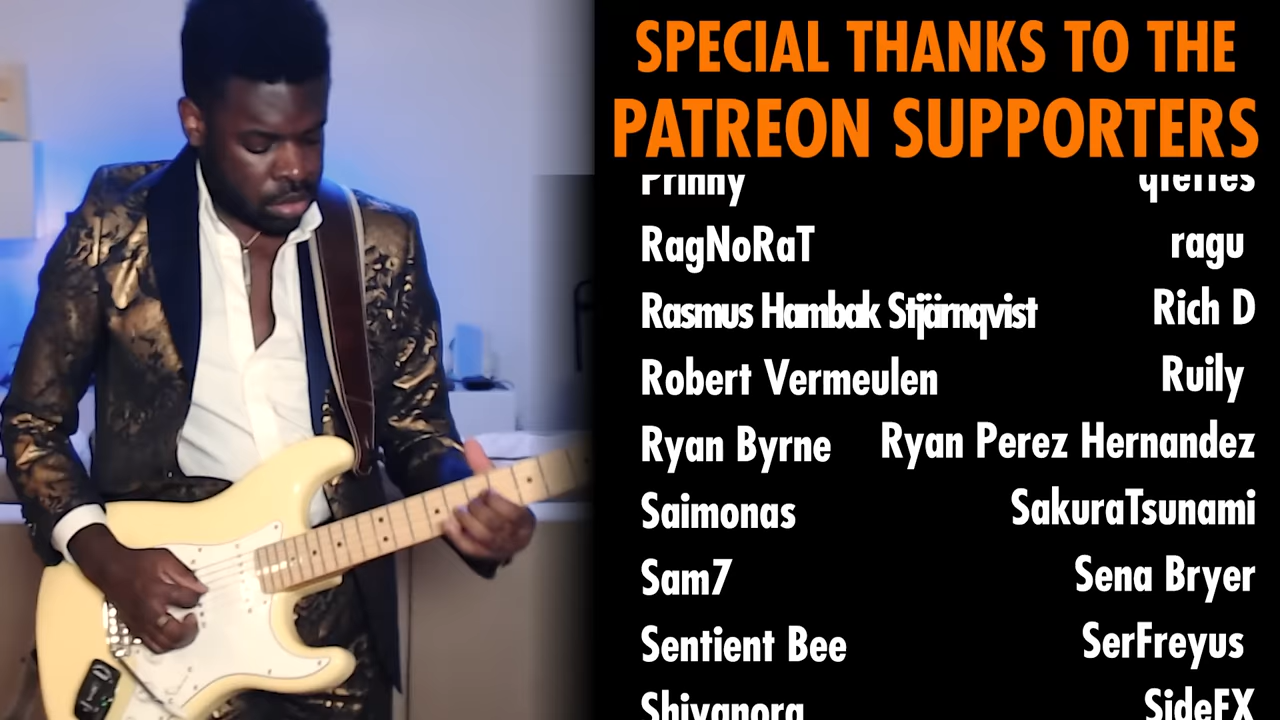 SPECIAL THANKS TO THE
PATREON SUPPORTERS
Prinny
RagNoRaT ragu
Rasmus Hambak Stjärnqvist Rich D
Robert Vermeulen Ruily
Ryan Byrne Ryan Perez Hernandez
Saimonas SakuraTsunami
Sam7 Sena Bryer
Sentient Bee SerFreyus
SideFX